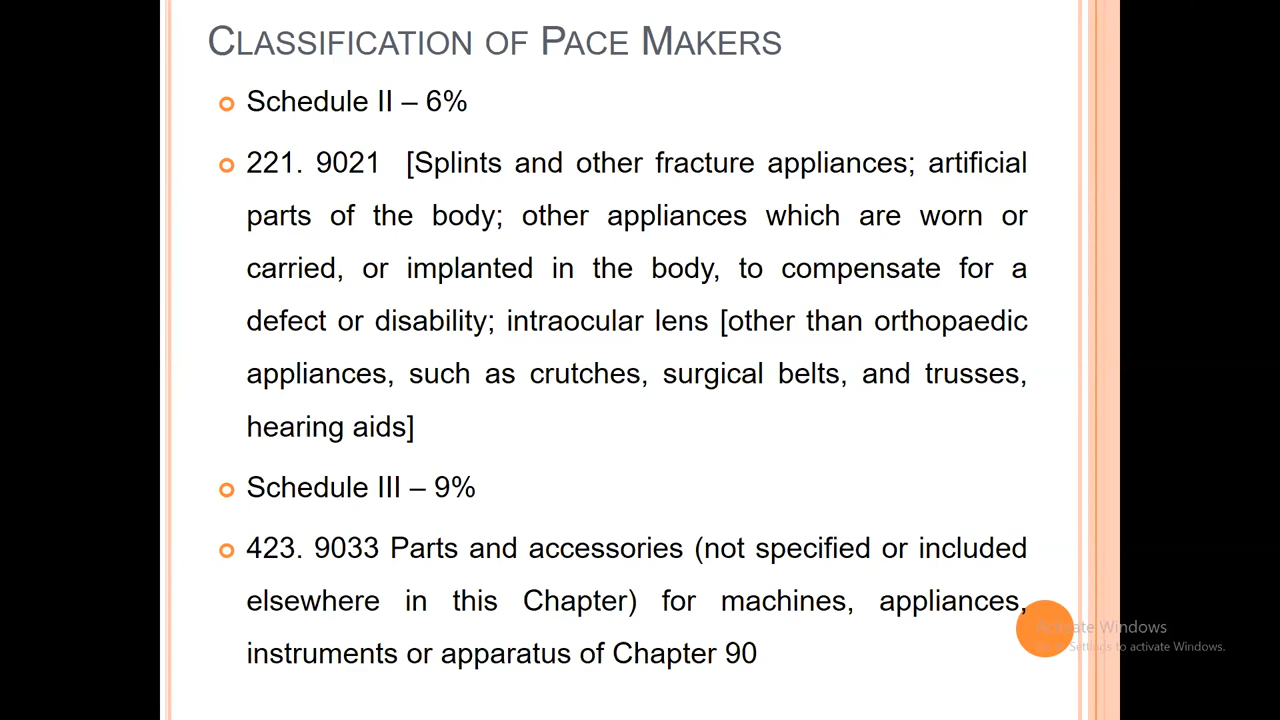 CLASSIFICATION OF PACE MAKERS
Schedule II – 6%
221. 9021 [Splints and other fracture appliances; artificial
parts of the body; other appliances which are worn or
carried, or implanted in the body, to compensate for a
defect or disability; intraocular lens [other than orthopaedic
appliances, such as crutches, surgical belts, and trusses,
hearing aids]
Schedule III – 9%
423. 9033 Parts and accessories (not specified or included
elsewhere in this Chapter) for machines, appliances,
instruments or apparatus of Chapter 90
Activate Windows
to activate Windows.